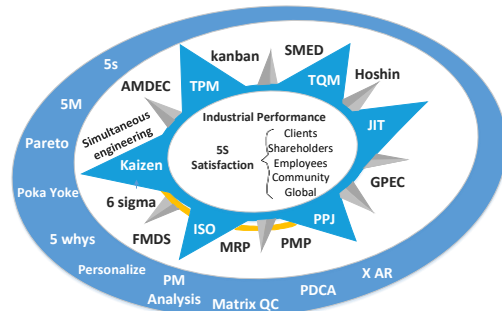 kanban
SMED
5s
TPM
TQM
Hoshin
AMDEC
5M
Simultaneous
engineering
Industrial Performance
JIT
Pareto
5S
Satisfaction
Clients
Shareholders
Employees
Community
Global
Kaizen
GPEC
Poka Yoke
6 sigma
ISO
PPJ
5 whys
FMDS
MRP
PMP
Personalize
PM
Analysis
Matrix QC
PDCA
X AR